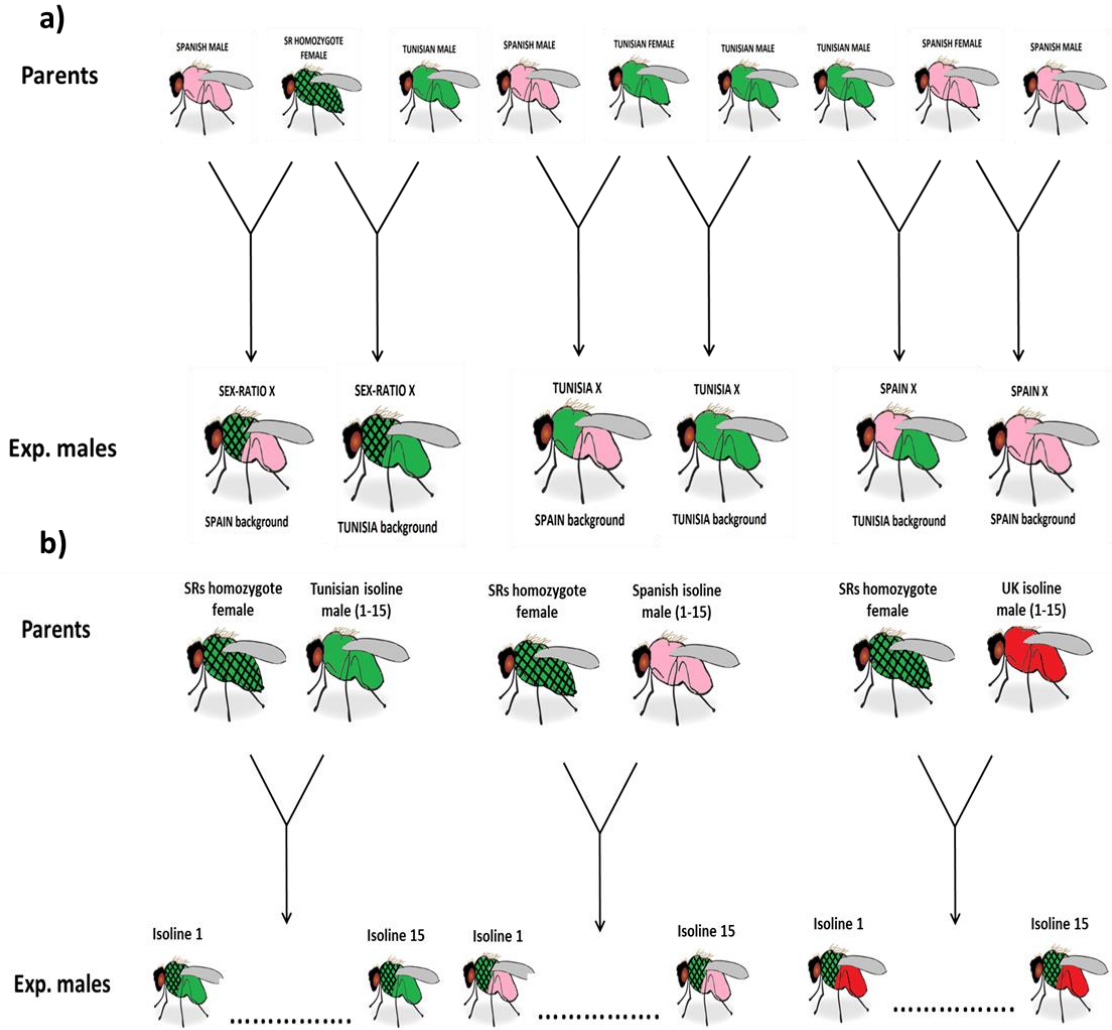 a)
Parents
SPANISH MALE
SR HOMOZYGOTE
FEMALE
TUNISIAN MALE
SPANISH MALE
TUNISIAN FEMALE
TUNISIAN MALE
TUNISIAN MALE
SPANISH FEMALE
SPANISH MALE
Exp. males
SEX-RATIO X
SPAIN background
SEX-RATIO X
TUNISIA background
TUNISIA X
SPAIN background
TUNISIA X
TUNISIA background
SPAIN X
TUNISIA background
SPAIN X
SPAIN background
b)
Parents
SRs homozygote
female
Tunisian isoline
male (1-15)
SRs homozygote
female
Spanish isoline
male (1-15)
SRs homozygote
female
UK isoline
male (1-15)
Exp. males
Isoline 1
Isoline 15
Isoline 1
Isoline 15
Isoline 1
Isoline 15